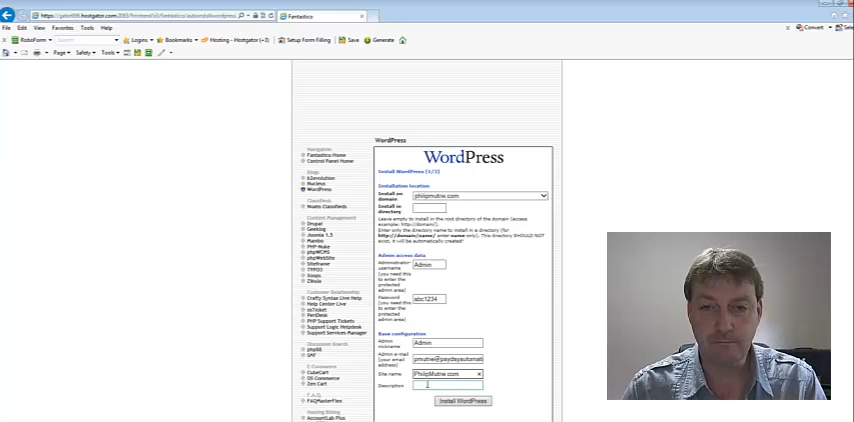 https://gator698.hostgator.com:2083/frontend/x3/fantastico/autoinstallwordpress
Fantastico
File Edit View Favorites Tools Help
Convert
RoboForm Search Logins Bookmarks Hosting - Hostgator (+3) Setup Form Filling Save Generate
Page Safety Tools
WordPress
Navigation
Fantastico Home
Control Panel Home
Blogs
b2evolution
Nucleus
WordPress
Classifieds
Noahs Classifieds
Content Management
Drupal
Geeklog
Joomla 1.5
Mambo
PHP-Nuke
phpWCMS
phpWebSite
Siteframe
TYPO3
Xoops
Zikula
Customer Relationship
Crafty Syntax Live Help
Help Center Live
osTicket
PerlDesk
PHP Support Tickets
Support Logic Helpdesk
Support Services Manager
Discussion Boards
phpBB
SMF
E-Commerce
CubeCart
OS Commerce
Zen Cart
F.A.Q
FAQMasterFlex
Hosting Billing
AccountLab Plus
WordPress
Install WordPress (1/3)
Installation location
Install on domain philipmutrie.com
Install in directory
Leave empty to install in the root directory of the domain (access
example: http://domain/).
Enter only the directory name to install in a directory (for
http://domain/name/ enter name only). This directory SHOULD NOT
exist, it will be automatically created!
Admin access data
Administrator-username (you need this to enter the protected admin area) Admin
Password (you need this to enter the protected admin area) abc1234
Base configuration
Admin nickname Admin
Admin e-mail (your email address) pmutrie@paydayautomati
Site name PhilipMutrie.com
Description
Install WordPress